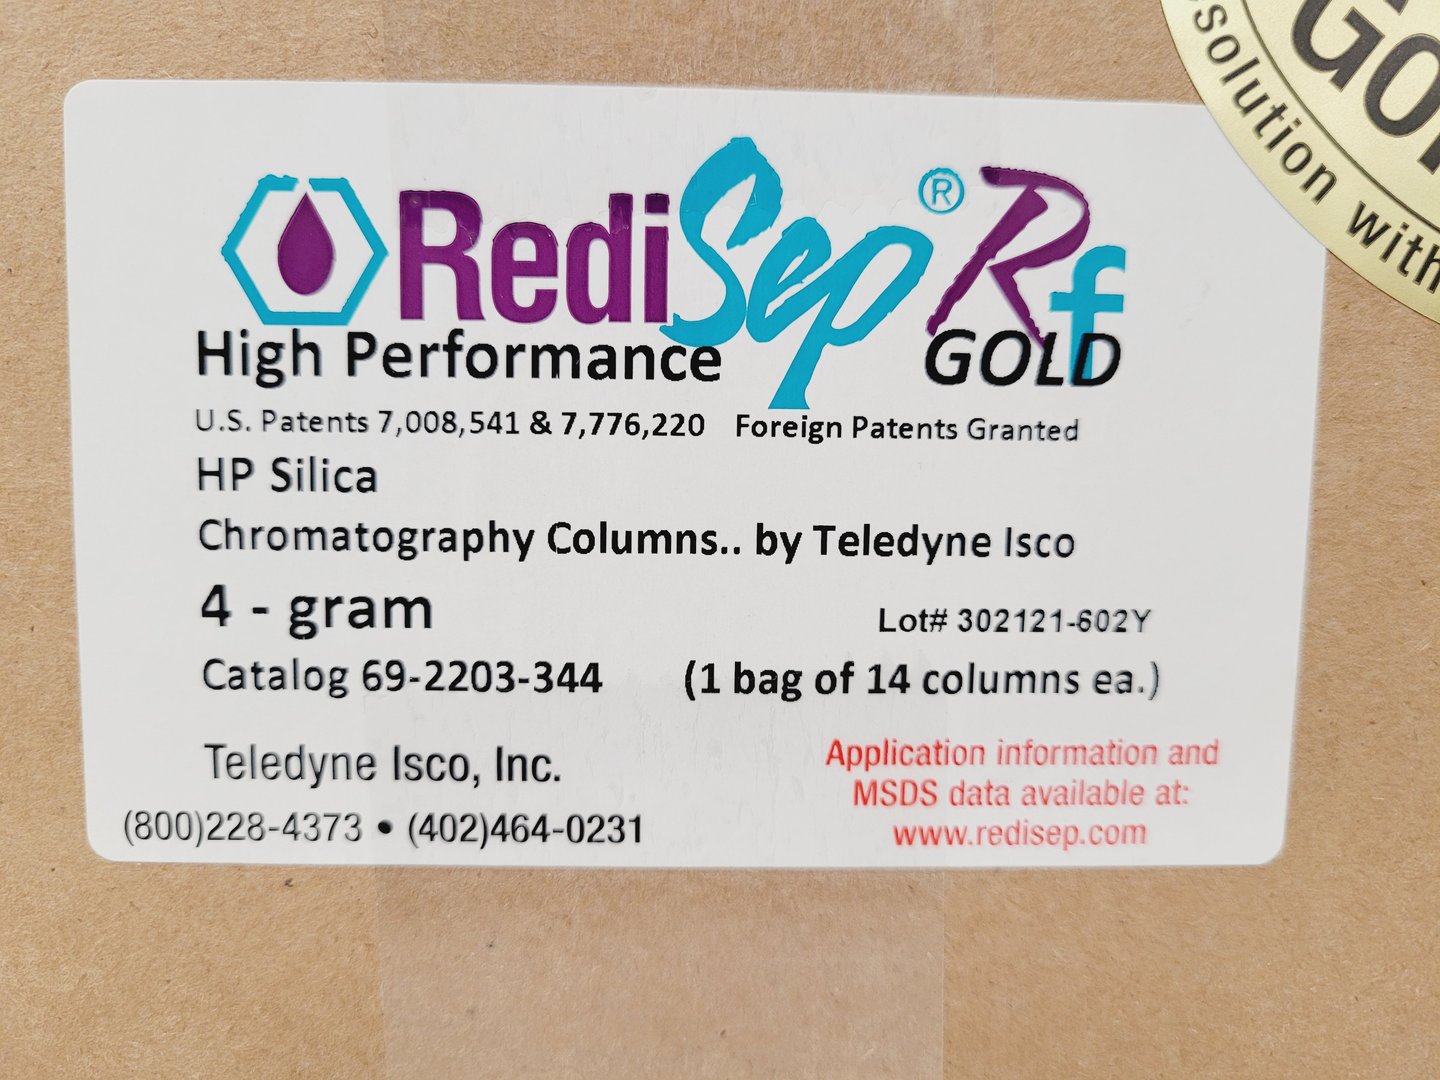 RediSep® Rf
High Performance GOLD
U.S. Patents 7,008,541 & 7,776,220 Foreign Patents Granted
HP Silica
Chromatography Columns.. by Teledyne Isco
4 - gram
Lot# 302121-602Y
Catalog 69-2203-344 (1 bag of 14 columns ea.)
Teledyne Isco, Inc.
(800)228-4373 • (402)464-0231
Application information and
MSDS data available at:
www.redisep.com
solution with